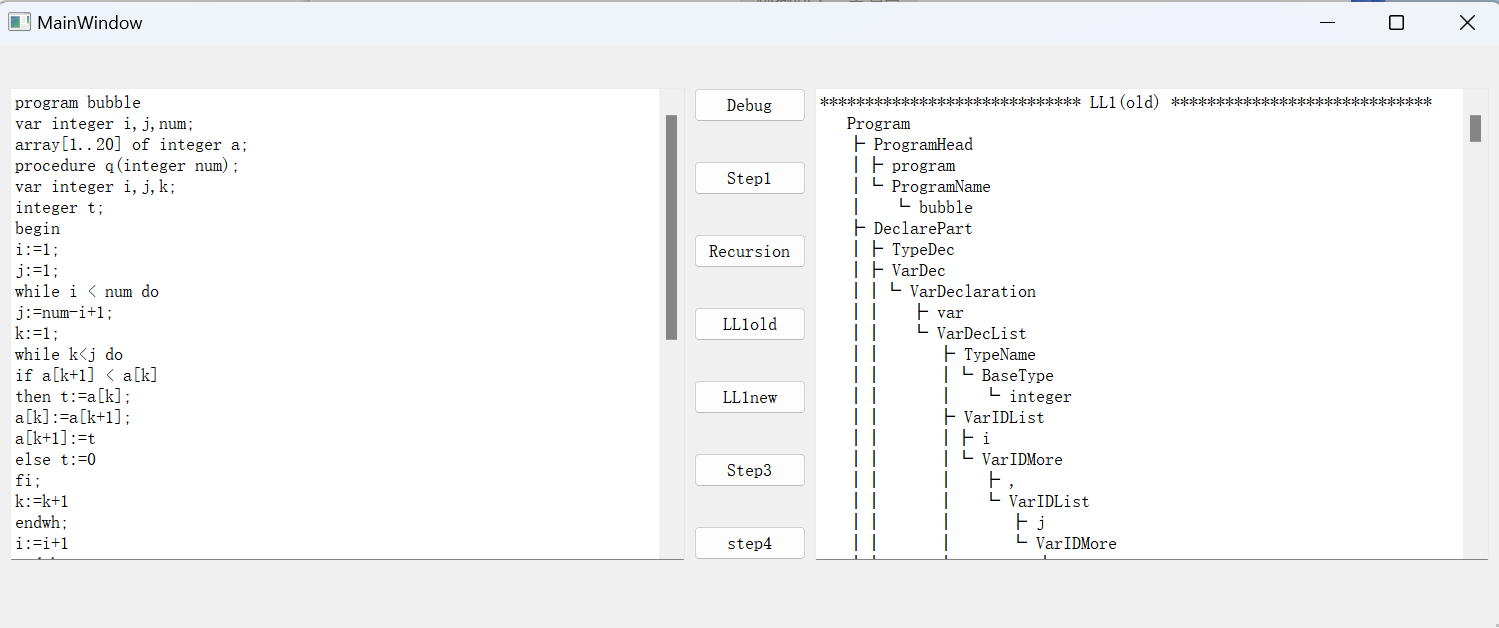 MainWindow
program bubble
var integer i,j,num;
array[1..20] of integer a;
procedure q(integer num);
var integer i,j,k;
integer t;
begin
i:=1;
j:=1;
while i < num do
j:=num-i+1;
k:=1;
while k<j do
if a[k+1] < a[k]
then t:=a[k];
a[k]:=a[k+1];
a[k+1]:=t
else t:=0
fi;
k:=k+1
endwh;
i:=i+1
Debug
Step1
Recursion
LL1old
LL1new
Step3
step4
***************************** LL1(old) *****************************
Program
├ ProgramHead
│ ├ program
│ └ ProgramName
│   └ bubble
├ DeclarePart
│ ├ TypeDec
│ ├ VarDec
│ │ └ VarDeclaration
│ │   ├ var
│ │   └ VarDecList
│ │     ├ TypeName
│ │     │ └ BaseType
│ │     │   └ integer
│ │     ├ VarIDList
│ │     │ ├ i
│ │     │ └ VarIDMore
│ │     │   ├ ,
│ │     │   └ VarIDList
│ │     │     ├ j
│ │     │     └ VarIDMore